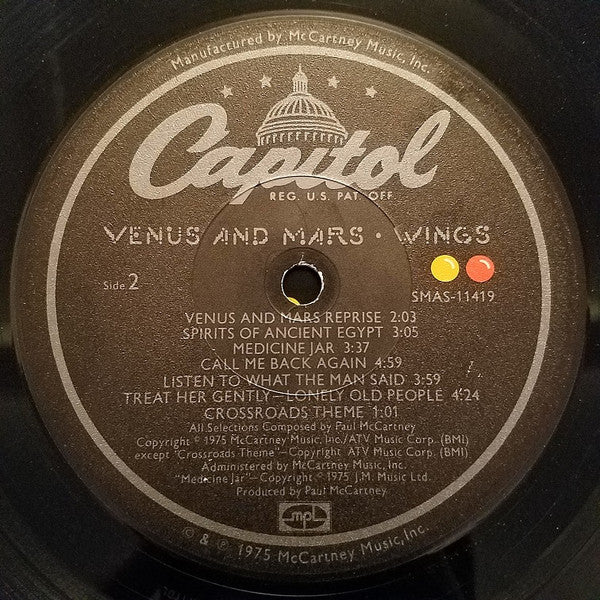 Manufactured by McCartney Music, Inc.
Capitol
REG. U.S. PAT. OFF.
VENUS AND MARS · WINGS
Side 2
SMAS-11419
VENUS AND MARS REPRISE 2:03
SPIRITS OF ANCIENT EGYPT 3:05
MEDICINE JAR 3:37
CALL ME BACK AGAIN 4:59
LISTEN TO WHAT THE MAN SAID 3:59
TREAT HER GENTLY—LONELY OLD PEOPLE 4:24
CROSSROADS THEME 1:01
All Selections Composed by Paul McCartney
Copyright © 1975 McCartney Music, Inc./ATV Music Corp. (BMI)
except "Crossroads Theme"—Copyright ATV Music Corp. (BMI)
Administered by McCartney Music, Inc.
"Medicine Jar"—Copyright © 1975 J.M. Music Ltd.
Produced by Paul McCartney
mpl
© & ℗ 1975 McCartney Music, Inc.